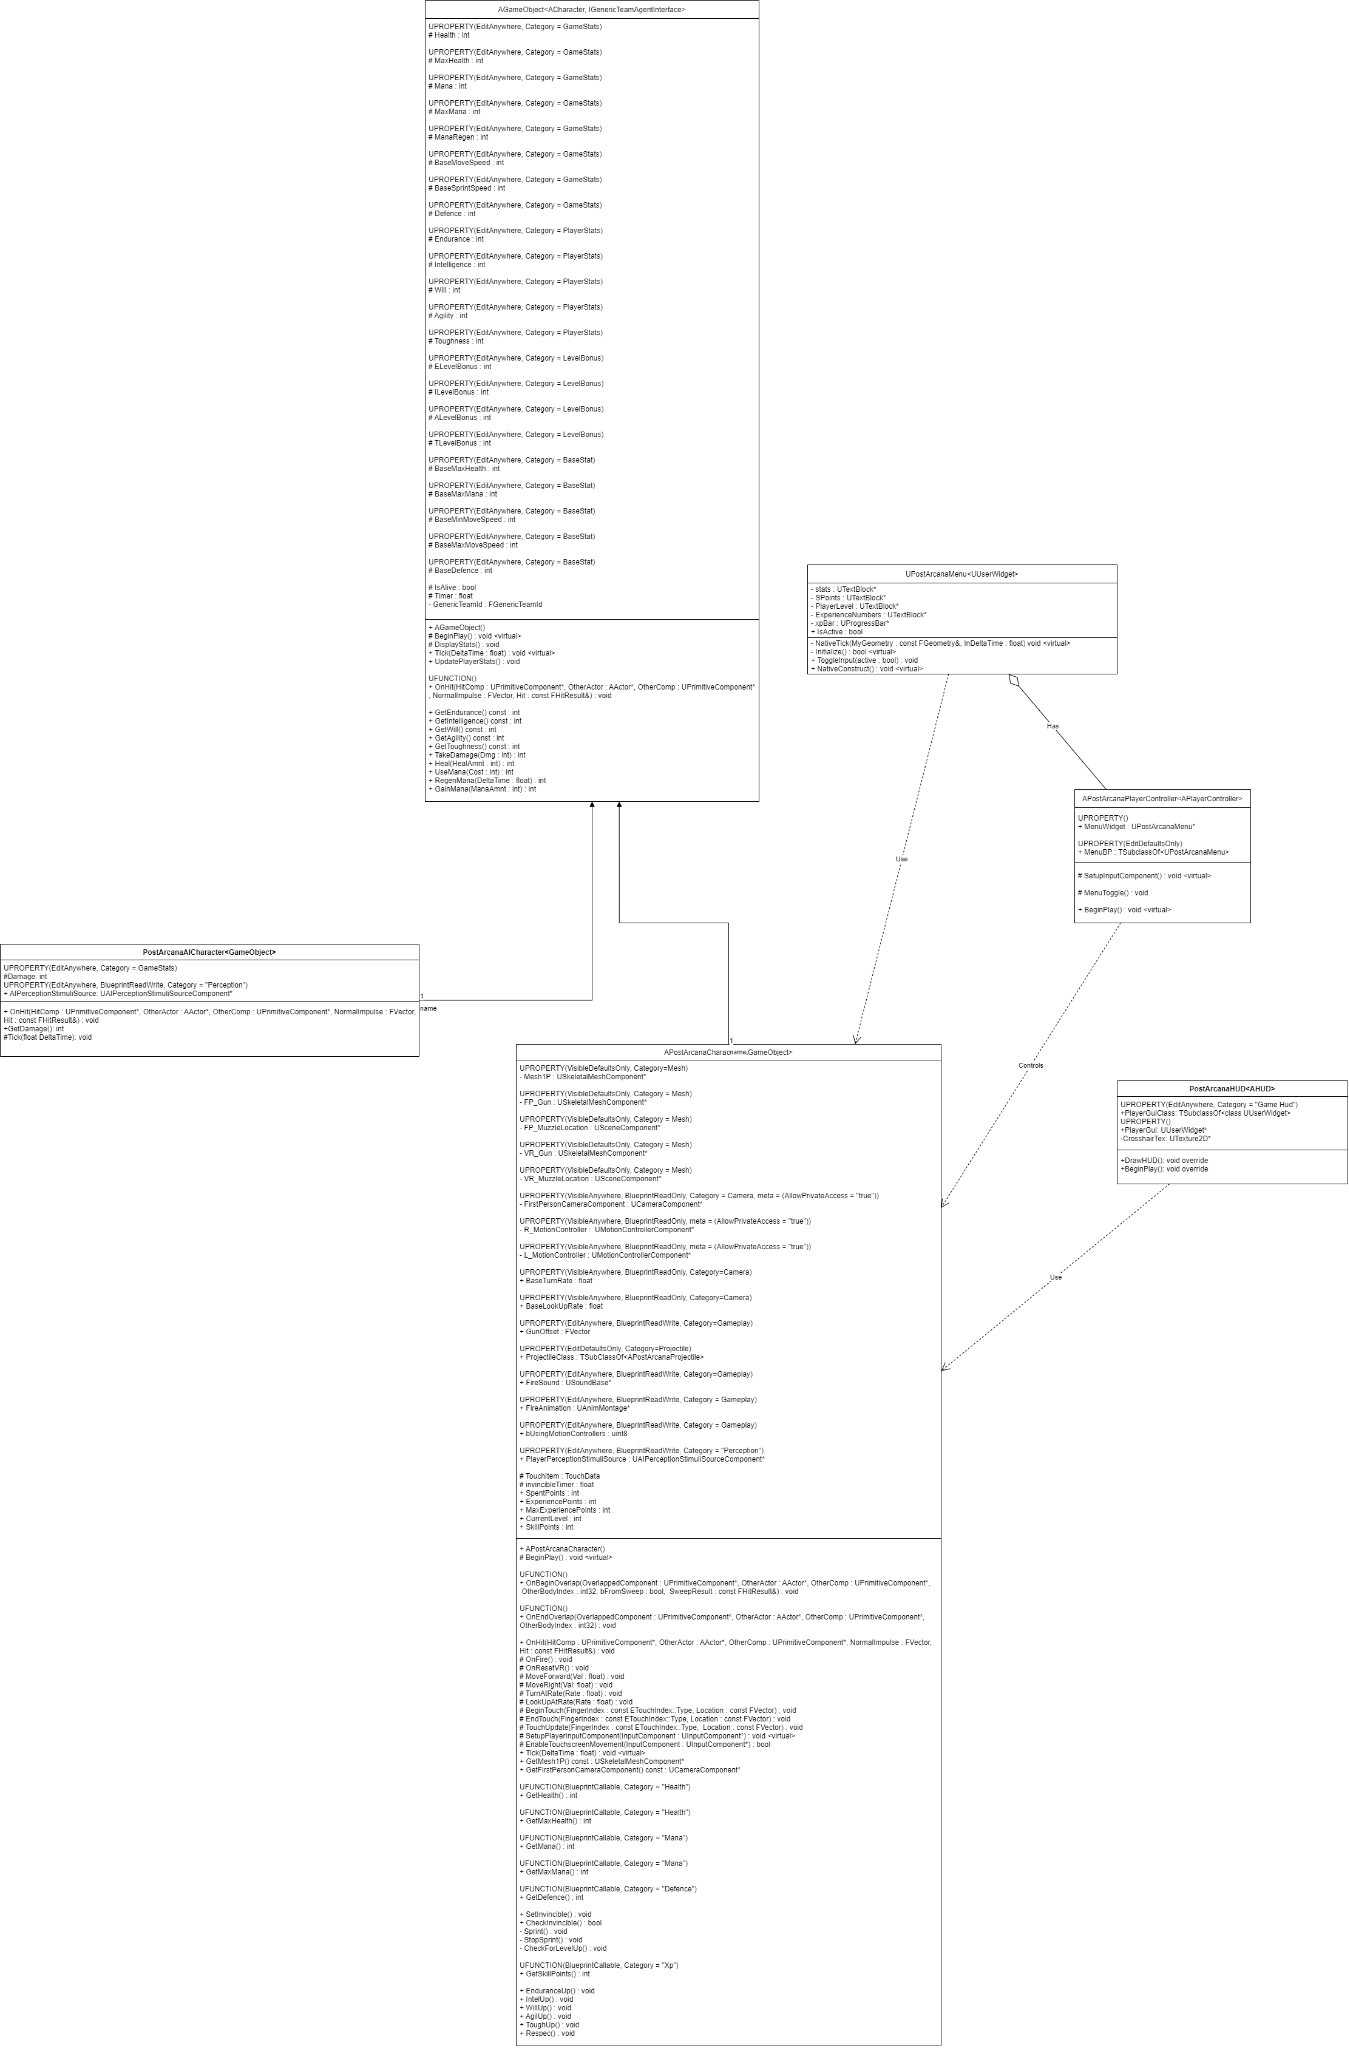 AGameObject<ACharacter, IGenericTeamAgentInterface>
UPROPERTY(EditAnywhere, Category = GameStats)
# Health : int
UPROPERTY(EditAnywhere, Category = GameStats)
# MaxHealth : int
UPROPERTY(EditAnywhere, Category = GameStats)
# Mana : int
UPROPERTY(EditAnywhere, Category = GameStats)
# MaxMana : int
UPROPERTY(EditAnywhere, Category = GameStats)
# ManaRegen : int
UPROPERTY(EditAnywhere, Category = GameStats)
# BaseMoveSpeed : int
UPROPERTY(EditAnywhere, Category = GameStats)
# BaseSprintSpeed : int
UPROPERTY(EditAnywhere, Category = GameStats)
# Defence : int
UPROPERTY(EditAnywhere, Category = PlayerStats)
# Endurance : int
UPROPERTY(EditAnywhere, Category = PlayerStats)
# Intelligence : int
UPROPERTY(EditAnywhere, Category = PlayerStats)
# Will : int
UPROPERTY(EditAnywhere, Category = PlayerStats)
# Agility : int
UPROPERTY(EditAnywhere, Category = PlayerStats)
# Toughness : int
UPROPERTY(EditAnywhere, Category = LevelBonus)
# ELevelBonus : int
UPROPERTY(EditAnywhere, Category = LevelBonus)
# ILevelBonus : int
UPROPERTY(EditAnywhere, Category = LevelBonus)
# ALevelBonus : int
UPROPERTY(EditAnywhere, Category = LevelBonus)
# TLevelBonus : int
UPROPERTY(EditAnywhere, Category = BaseStat)
# BaseMaxHealth : int
UPROPERTY(EditAnywhere, Category = BaseStat)
# BaseMaxMana : int
UPROPERTY(EditAnywhere, Category = BaseStat)
# BaseMinMoveSpeed : int
UPROPERTY(EditAnywhere, Category = BaseStat)
# BaseMaxMoveSpeed : int
UPROPERTY(EditAnywhere, Category = BaseStat)
# BaseDefence : int
# IsAlive : bool
# Timer : float
- GenericTeamId : FGenericTeamId
+ AGameObject()
# BeginPlay() : void <virtual>
# DisplayStats() : void
+ Tick(DeltaTime : float) : void <virtual>
+ UpdatePlayerStats() : void
UFUNCTION()
+ OnHit(HitComp : UPrimitiveComponent*, OtherActor : AActor*, OtherComp : UPrimitiveComponent*
, NormalImpulse : FVector, Hit : const FHitResult&) : void
+ GetEndurance() const : int
+ GetIntelligence() const : int
+ GetWill() const : int
+ GetAgility() const : int
+ GetToughness() const : int
+ TakeDamage(Dmg : int) : int
+ Heal(HealAmnt : int) : int
+ UseMana(Cost : int) : int
+ RegenMana(DeltaTime : float) : int
+ GainMana(ManaAmnt : int) : int
UPostArcanaMenu<UUserWidget>
- stats : UTextBlock*
- SPoints : UTextBlock*
- PlayerLevel : UTextBlock*
- ExperienceNumbers : UTextBlock*
- xpBar : UProgressBar*
+ IsActive : bool
- NativeTick(MyGeometry : const FGeometry&, InDeltaTime : float) void <virtual>
- Initialize() : bool <virtual>
+ ToggleInput(active : bool) : void
+ NativeConstruct() : void <virtual>
Has
APostArcanaPlayerController<APlayerController>
UPROPERTY()
+ MenuWidget : UPostArcanaMenu*
UPROPERTY(EditDefaultsOnly)
+ MenuBP : TSubclassOf<UPostArcanaMenu>
# SetupInputComponent() : void <virtual>
# MenuToggle() : void
+ BeginPlay() : void <virtual>
Use
PostArcanaAICharacter<GameObject>
UPROPERTY(EditAnywhere, Category = GameStats)
#Damage: int
UPROPERTY(EditAnywhere, BlueprintReadWrite, Category = "Perception")
+ AIPerceptionStimuliSource: UAIPerceptionStimuliSourceComponent*
+ OnHit(HitComp : UPrimitiveComponent*, OtherActor : AActor*, OtherComp : UPrimitiveComponent*, NormalImpulse : FVector,
Hit : const FHitResult&) : void
+GetDamage(): int
#Tick(float DeltaTime): void
1
name
Controls
1
name
APostArcanaCharac GameObject>
UPROPERTY(VisibleDefaultsOnly, Category=Mesh)
- Mesh1P : USkeletalMeshComponent*
UPROPERTY(VisibleDefaultsOnly, Category = Mesh)
- FP_Gun : USkeletalMeshComponent*
UPROPERTY(VisibleDefaultsOnly, Category = Mesh)
- FP_MuzzleLocation : USceneComponent*
UPROPERTY(VisibleDefaultsOnly, Category = Mesh)
- VR_Gun : USkeletalMeshComponent*
UPROPERTY(VisibleDefaultsOnly, Category = Mesh)
- VR_MuzzleLocation : USceneComponent*
UPROPERTY(VisibleAnywhere, BlueprintReadOnly, Category = Camera, meta = (AllowPrivateAccess = "true"))
- FirstPersonCameraComponent : UCameraComponent*
UPROPERTY(VisibleAnywhere, BlueprintReadOnly, meta = (AllowPrivateAccess = "true"))
- R_MotionController : UMotionControllerComponent*
UPROPERTY(VisibleAnywhere, BlueprintReadOnly, meta = (AllowPrivateAccess = "true"))
- L_MotionController : UMotionControllerComponent*
UPROPERTY(VisibleAnywhere, BlueprintReadOnly, Category=Camera)
+ BaseTurnRate : float
UPROPERTY(VisibleAnywhere, BlueprintReadOnly, Category=Camera)
+ BaseLookUpRate : float
UPROPERTY(EditAnywhere, BlueprintReadWrite, Category=Gameplay)
+ GunOffset : FVector
UPROPERTY(EditDefaultsOnly, Category=Projectile)
+ ProjectileClass : TSubClassOf<APostArcanaProjectile>
UPROPERTY(EditAnywhere, BlueprintReadWrite, Category=Gameplay)
+ FireSound : USoundBase*
UPROPERTY(EditAnywhere, BlueprintReadWrite, Category = Gameplay)
+ FireAnimation : UAnimMontage*
UPROPERTY(EditAnywhere, BlueprintReadWrite, Category = Gameplay)
+ bUsingMotionControllers : uint8
UPROPERTY(EditAnywhere, BlueprintReadWrite, Category = "Perception")
+ PlayerPerceptionStimuliSource : UAIPerceptionStimuliSourceComponent*
# TouchItem : TouchData
# invincibleTimer : float
+ SpentPoints : int
+ ExperiencePoints : int
+ MaxExperiencePoints : int
+ CurrentLevel : int
+ SkillPoints : int
+ APostArcanaCharacter()
# BeginPlay() : void <virtual>
UFUNCTION()
+ OnBeginOverlap(OverlappedComponent : UPrimitiveComponent*, OtherActor : AActor*, OtherComp : UPrimitiveComponent*,
OtherBodyIndex : int32, bFromSweep : bool, SweepResult : const FHitResult&) : void
UFUNCTION()
+ OnEndOverlap(OverlappedComponent : UPrimitiveComponent*, OtherActor : AActor*, OtherComp : UPrimitiveComponent*,
OtherBodyIndex : int32) : void
+ OnHit(HitComp : UPrimitiveComponent*, OtherActor : AActor*, OtherComp : UPrimitiveComponent*, NormalImpulse : FVector,
Hit : const FHitResult&) : void
# OnFire() : void
# OnResetVR() : void
# MoveForward(Val : float) : void
# MoveRight(Val: float) : void
# TurnAtRate(Rate : float) : void
# LookUpAtRate(Rate : float) : void
# BeginTouch(FingerIndex : const ETouchIndex::Type, Location : const FVector) : void
# EndTouch(FingerIndex : const ETouchIndex::Type, Location : const FVector) : void
# TouchUpdate(FingerIndex : const ETouchIndex::Type, Location : const FVector) : void
# SetupPlayerInputComponent(InputComponent : UInputComponent*) : void <virtual>
# EnableTouchscreenMovement(InputComponent : UInputComponent*) : bool
+ Tick(DeltaTime : float) : void <virtual>
+ GetMesh1P() const : USkeletalMeshComponent*
+ GetFirstPersonCameraComponent() const : UCameraComponent*
UFUNCTION(BlueprintCallable, Category = "Health")
+ GetHealth() : int
UFUNCTION(BlueprintCallable, Category = "Health")
+ GetMaxHealth() : int
UFUNCTION(BlueprintCallable, Category = "Mana")
+ GetMana() : int
UFUNCTION(BlueprintCallable, Category = "Mana")
+ GetMaxMana() : int
UFUNCTION(BlueprintCallable, Category = "Defence")
+ GetDefence() : int
+ SetInvincible() : void
+ CheckInvincible() : bool
- Sprint() : void
- StopSprint() : void
- CheckForLevelUp() : void
UFUNCTION(BlueprintCallable, Category = "Xp")
+ GetSkillPoints() : int
+ EnduranceUp() : void
+ IntelUp() : void
+ WillUp() : void
+ AgilUp() : void
+ ToughUp() : void
+ Respec() : void
PostArcanaHUD<AHUD>
UPROPERTY(EditAnywhere, Category = "Game Hud")
+PlayerGuiClass: TSubclassOf<class UUserWidget>
UPROPERTY()
+PlayerGui: UUserWidget*
-CrosshairTex: UTexture2D*
+DrawHUD(): void override
+BeginPlay(): void override
Use